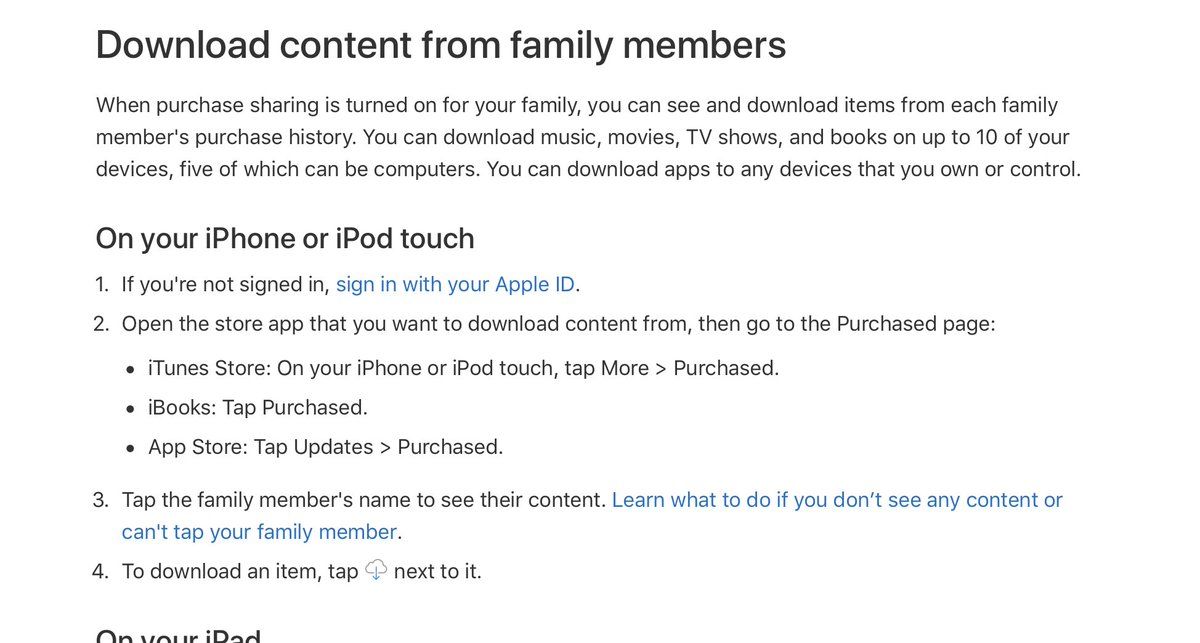 Download content from family members
When purchase sharing is turned on for your family, you can see and download items from each family
member's purchase history. You can download music, movies, TV shows, and books on up to 10 of your
devices, five of which can be computers. You can download apps to any devices that you own or control.
On your iPhone or iPod touch
1. If you're not signed in, sign in with your Apple ID.
2. Open the store app that you want to download content from, then go to the Purchased page:
• iTunes Store: On your iPhone or iPod touch, tap More > Purchased.
• iBooks: Tap Purchased.
• App Store: Tap Updates > Purchased.
3. Tap the family member's name to see their content. Learn what to do if you don’t see any content or
can't tap your family member.
4. To download an item, tap next to it.
On your iPad